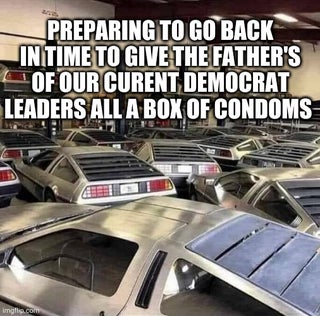 PREPARING TO GO BACK
IN TIME TO GIVE THE FATHER'S
OF OUR CURENT DEMOCRAT
LEADERS ALL A BOX OF CONDOMS
imgflip.com